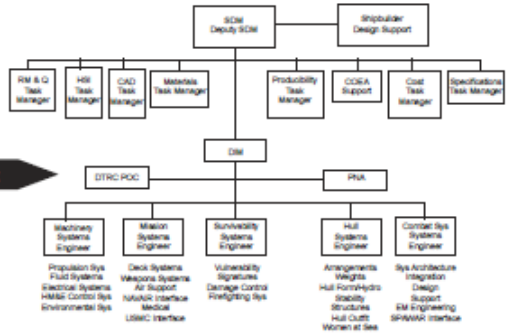 SDM
Deputy SDM
Shipbuilder
Design Support
RM & Q
Task
Manager
HSI
Task
Manager
CAD
Task
Manager
Materials
Task Manager
Producibility
Task
Manager
COEA
Support
Cost
Task
Manager
Specifications
Task Manager
DIM
DTRC POC
PNA
Machinery
Systems
Engineer
Mission
Systems
Engineer
Survivability
Systems
Engineer
Hull
Systems
Engineer
Combat Sys
Systems
Engineer
Propulsion Sys
Fluid Systems
Electrical Systems
HM&E Control Sys
Environmental Sys
Deck Systems
Weapons Systems
Air Support
NAVAIR Interface
Medical
USMC Interface
Vulnerability
Signatures
Damage Control
Firefighting Sys
Arrangements
Weights
Hull Form/Hydro
Stability
Structures
Hull Outfit
Women at Sea
Sys Architecture
Integration
Design
Support
EM Engineering
SPAWAR Interface